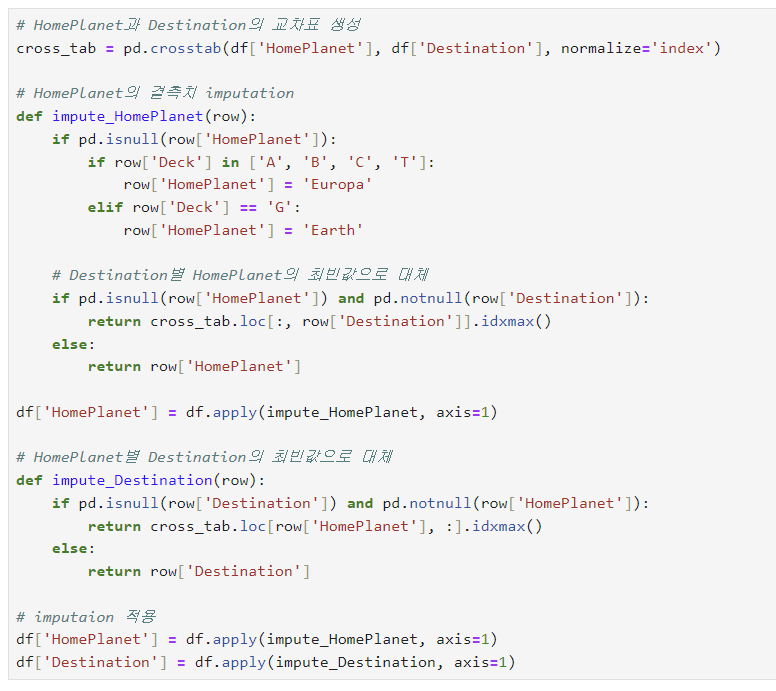 # HomePlanet과 Destination의 교차표 생성
cross_tab = pd.crosstab(df['HomePlanet'], df['Destination'], normalize='index')
# HomePlanet의 결측치 imputation
def impute_HomePlanet(row):
    if pd.isnull(row['HomePlanet']):
        if row['Deck'] in ['A', 'B', 'C', 'T']:
            row['HomePlanet'] = 'Europa'
        elif row['Deck'] == 'G':
            row['HomePlanet'] = 'Earth'
    # Destination별 HomePlanet의 최빈값으로 대체
    if pd.isnull(row['HomePlanet']) and pd.notnull(row['Destination']):
        return cross_tab.loc[:, row['Destination']].idxmax()
    else:
        return row['HomePlanet']
df['HomePlanet'] = df.apply(impute_HomePlanet, axis=1)
# HomePlanet별 Destination의 최빈값으로 대체
def impute_Destination(row):
    if pd.isnull(row['Destination']) and pd.notnull(row['HomePlanet']):
        return cross_tab.loc[row['HomePlanet'], :].idxmax()
    else:
        return row['Destination']
# imputaion 적용
df['HomePlanet'] = df.apply(impute_HomePlanet, axis=1)
df['Destination'] = df.apply(impute_Destination, axis=1)